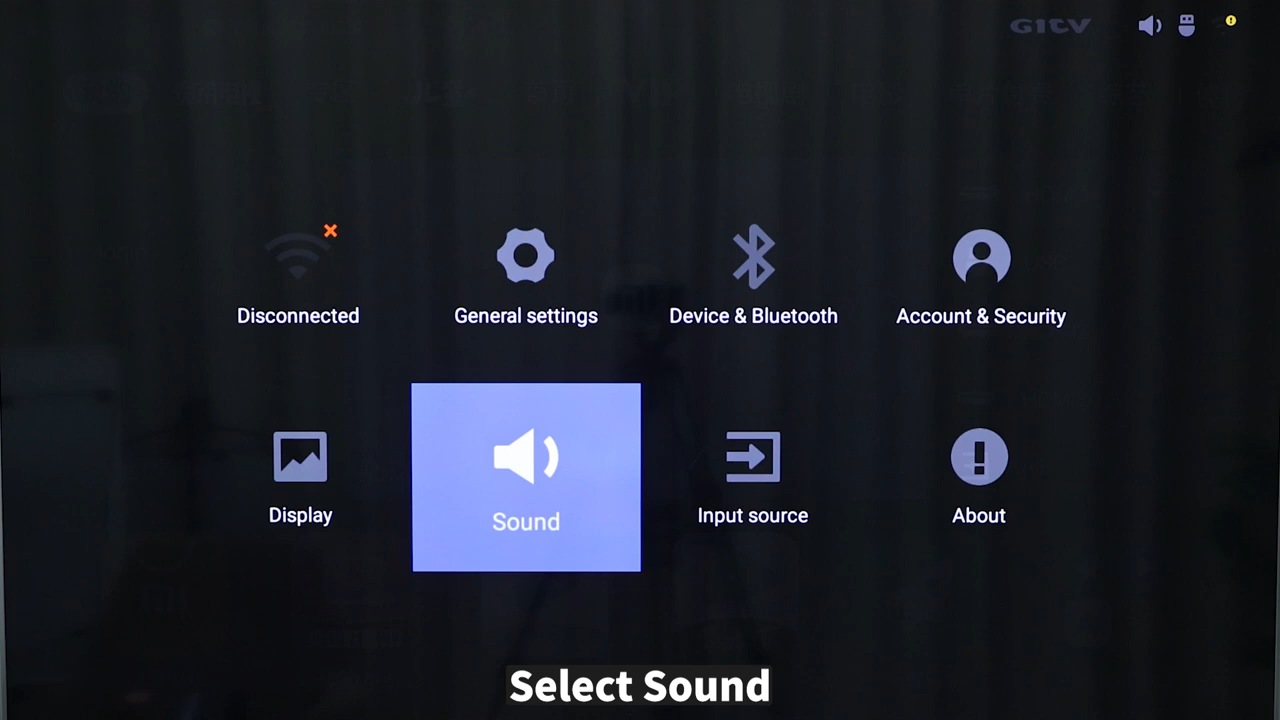 GITV
Disconnected
General settings
Device & Bluetooth
Account & Security
Display
Sound
Input source
About
Select Sound